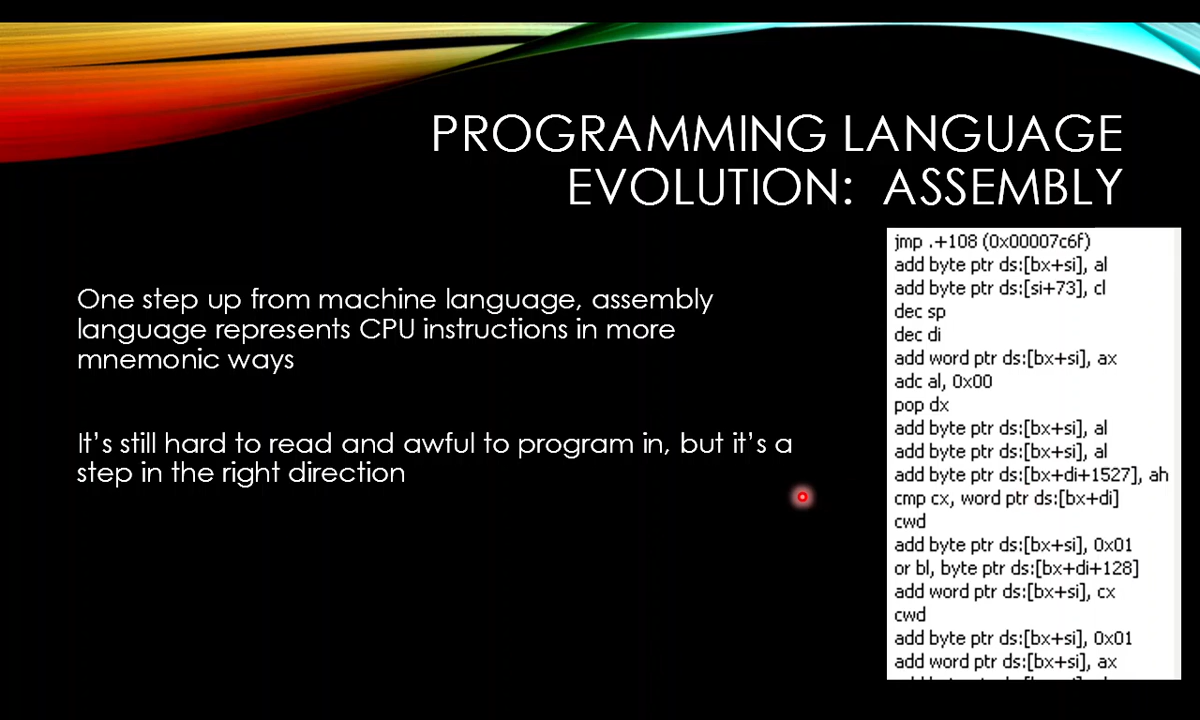 PROGRAMMING LANGUAGE
EVOLUTION: ASSEMBLY
One step up from machine language, assembly
language represents CPU instructions in more
mnemonic ways
It's still hard to read and awful to program in, but it's a
step in the right direction
jmp .+108 (0x00007c6f)
add byte ptr ds:[bx+si], al
add byte ptr ds:[si+73], cl
dec sp
dec di
add word ptr ds:[bx+si], ax
adc al, 0x00
pop dx
add byte ptr ds:[bx+si], al
add byte ptr ds:[bx+si], al
add byte ptr ds:[bx+di+1527], ah
cmp cx, word ptr ds:[bx+di]
cwd
add byte ptr ds:[bx+si], 0x01
or bl, byte ptr ds:[bx+di+128]
add word ptr ds:[bx+si], cx
cwd
add byte ptr ds:[bx+si], 0x01
add word ptr ds:[bx+si], ax